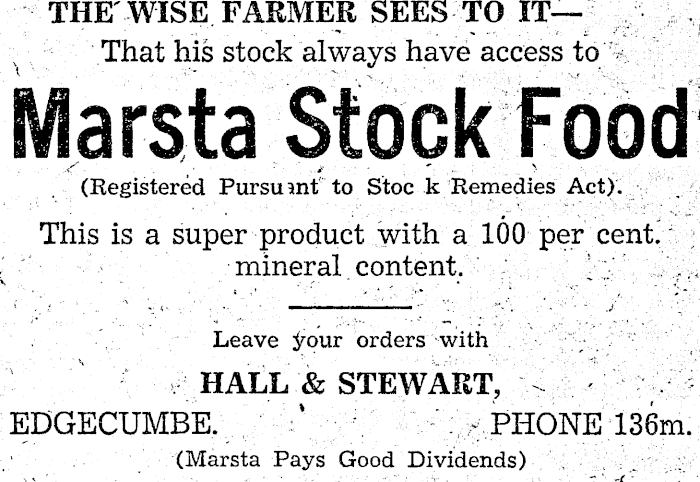 THE WISE FARMER SEES TO IT—
That his stock always have access to
Marsta Stock Food
(Registered Pursuant to Stoc k Remedies Act).
This is a super product with a 100 per cent.
mineral content.
Leave your orders with
HALL & STEWART,
EDGECUMBE. PHONE 136m.
(Marsta Pays Good Dividends)